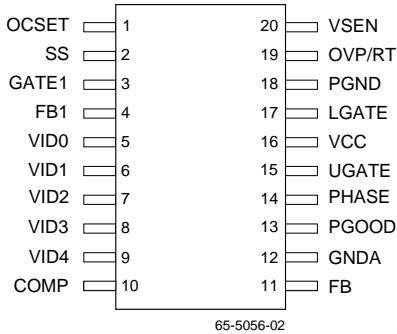 OCSET 1 20 VSEN
SS 2 19 OVP/RT
GATE1 3 18 PGND
FB1 4 17 LGATE
VID0 5 16 VCC
VID1 6 15 UGATE
VID2 7 14 PHASE
VID3 8 13 PGOOD
VID4 9 12 GNDA
COMP 10 11 FB
65-5056-02